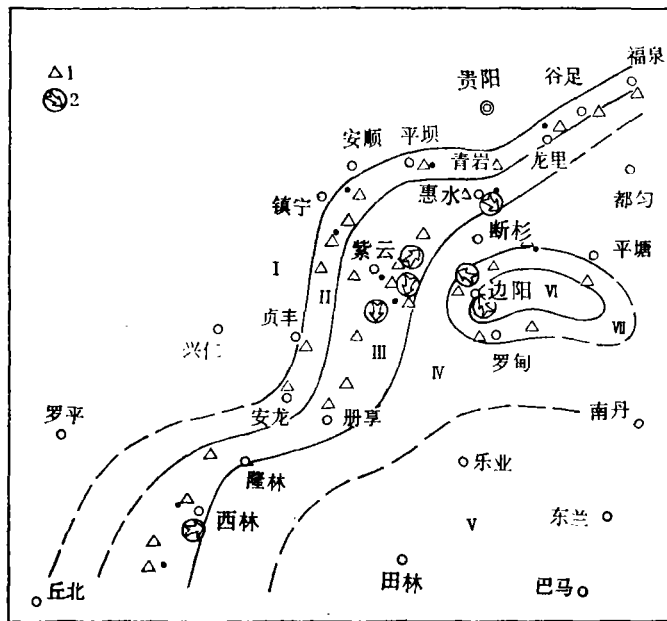 福泉
1
谷足
2
贵阳
安顺
平坝
青岩
龙里
镇宁
惠水
都匀
断杉
平塘
紫云
I
II
边阳
VI
VII
贞丰
兴仁
III
罗甸
IV
罗平
安龙
册享
南丹
隆林
乐业
西林
东兰
V
丘北
田林
巴马